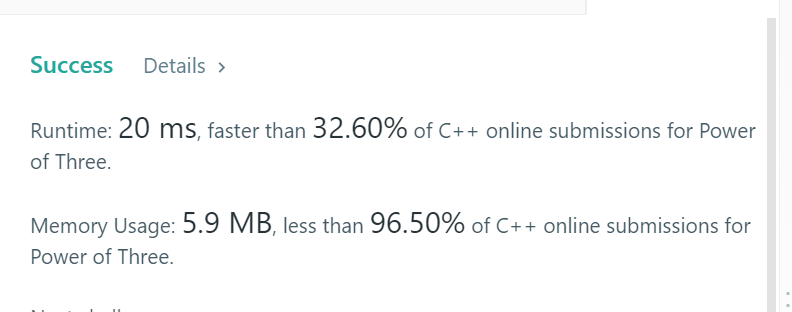 Success Details >
Runtime: 20 ms, faster than 32.60% of C++ online submissions for Power
of Three.
Memory Usage: 5.9 MB, less than 96.50% of C++ online submissions for
Power of Three.